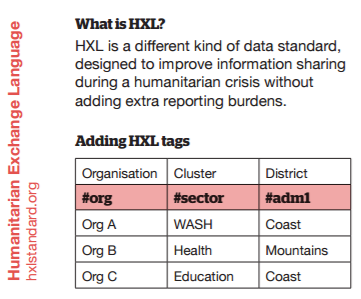 Humanitarian Exchange Language
hxlstandard.org
What is HXL?
HXL is a different kind of data standard,
designed to improve information sharing
during a humanitarian crisis without
adding extra reporting burdens.
Adding HXL tags
Organisation Cluster District
#org #sector #adm1
Org A WASH Coast
Org B Health Mountains
Org C Education Coast